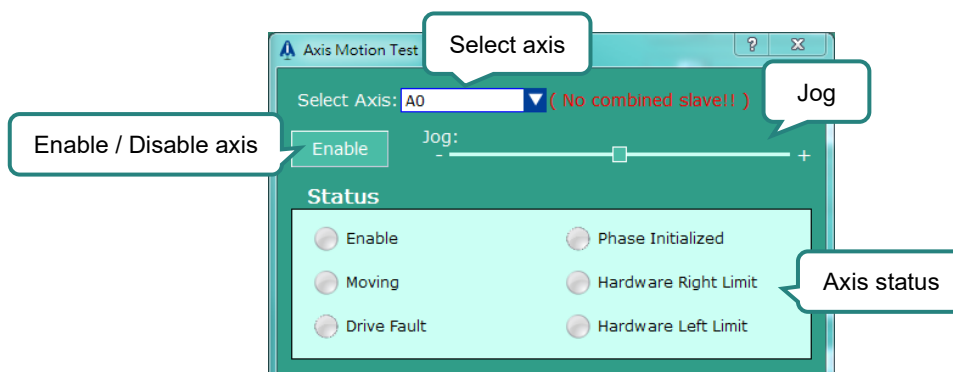 Axis Motion Test
Select axis
Select Axis: A0 ( No combined slave!! )
Jog
Enable / Disable axis
Enable
Jog:
- +
Status
Enable
Phase Initialized
Moving
Hardware Right Limit
Axis status
Drive Fault
Hardware Left Limit